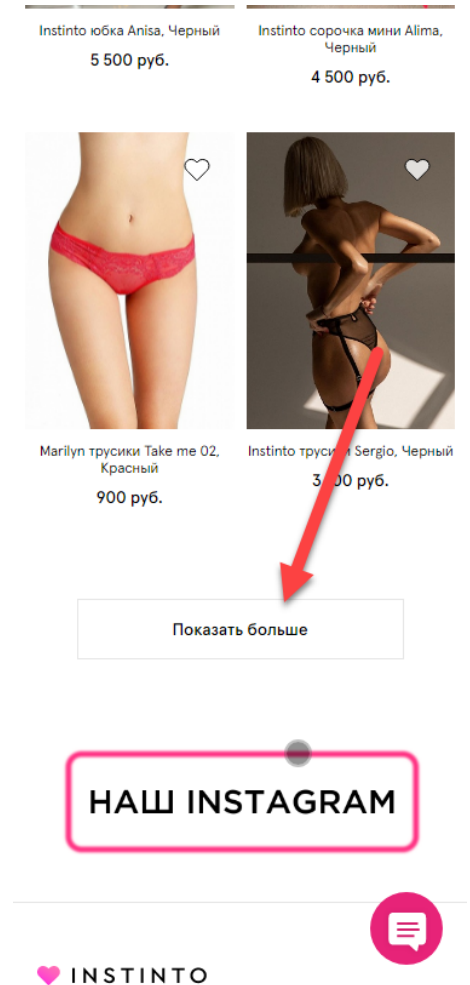 Instinto юбка Anisa, Черный
5 500 руб.
Instinto сорочка мини Alima,
Черный
4 500 руб.
Marilyn трусики Take me 02,
Красный
900 руб.
Instinto трусики Sergio, Черный
00 руб.
Показать больше
НАШ INSTAGRAM
INSTINTO